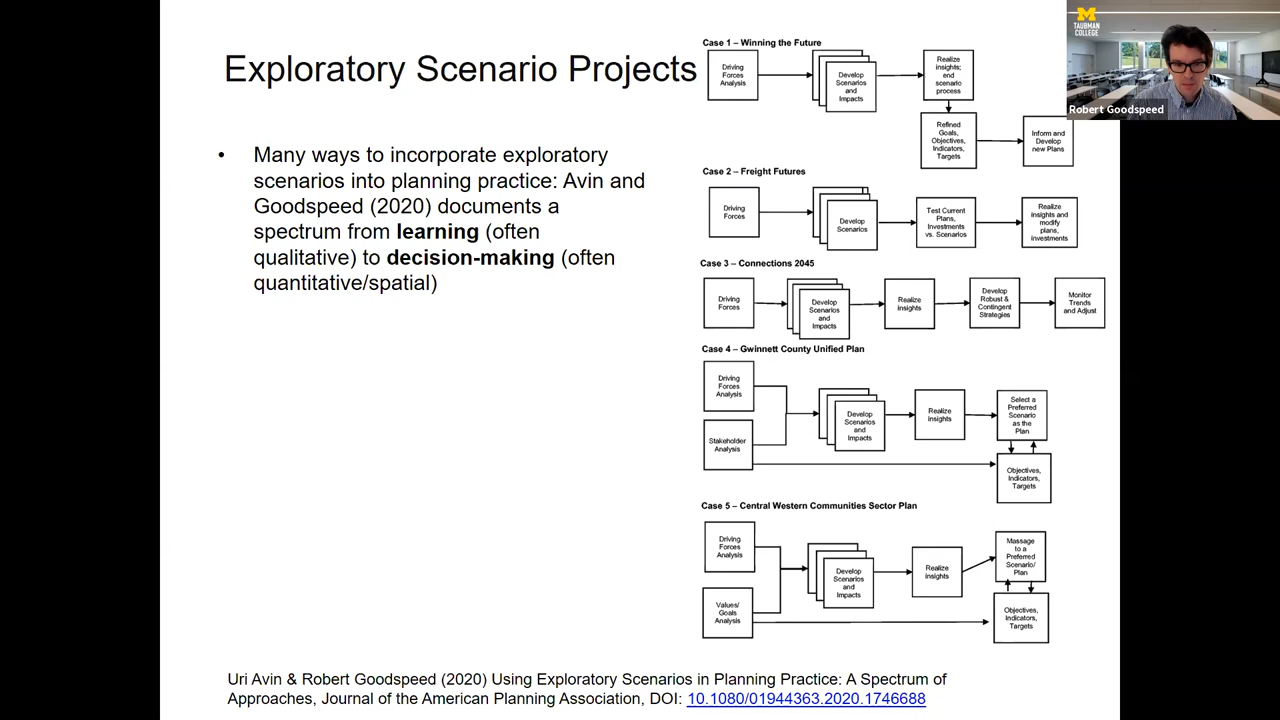 Exploratory Scenario Projects
• Many ways to incorporate exploratory
scenarios into planning practice: Avin and
Goodspeed (2020) documents a
spectrum from learning (often
qualitative) to decision-making (often
quantitative/spatial)
Case 1 – Winning the Future
Driving
Forces
Analysis
Develop
Scenarios
and
Impacts
Realize
insights;
end
scenario
process
Refined
Goals,
Objectives,
Indicators,
Targets
Inform and
Develop
new Plans
Case 2 – Freight Futures
Driving
Forces
Develop
Scenarios
Test Current
Plans,
Investments
vs. Scenarios
Realize
insights and
modify
plans,
investments
Case 3 – Connections 2045
Driving
Forces
Develop
Scenarios
and
Impacts
Realize
insights
Develop
Robust &
Contingent
Strategies
Monitor
Trends
and Adjust
Case 4 – Gwinnett County Unified Plan
Driving
Forces
Analysis
Stakeholder
Analysis
Develop
Scenarios
and
Impacts
Realize
insights
Select a
Preferred
Scenario
as the
Plan
Objectives,
Indicators,
Targets
Case 5 – Central Western Communities Sector Plan
Driving
Forces
Analysis
Values/
Goals
Analysis
Develop
Scenarios
and
Impacts
Realize
insights
Massage
to a
Preferred
Scenario/
Plan
Objectives,
Indicators,
Targets
Uri Avin & Robert Goodspeed (2020) Using Exploratory Scenarios in Planning Practice: A Spectrum of
Approaches, Journal of the American Planning Association, DOI: 10.1080/01944363.2020.1746688
M
TAUBMAN
COLLEGE
Robert Goodspeed